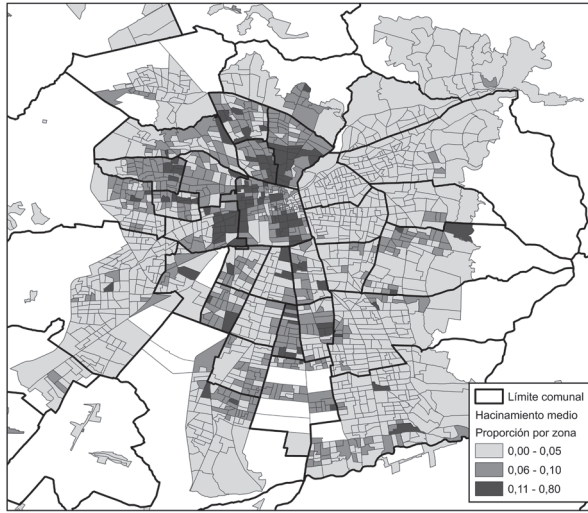 Límite comunal
Hacinamiento medio
Proporción por zona
0,00 - 0,05
0,06 - 0,10
0,11 - 0,80